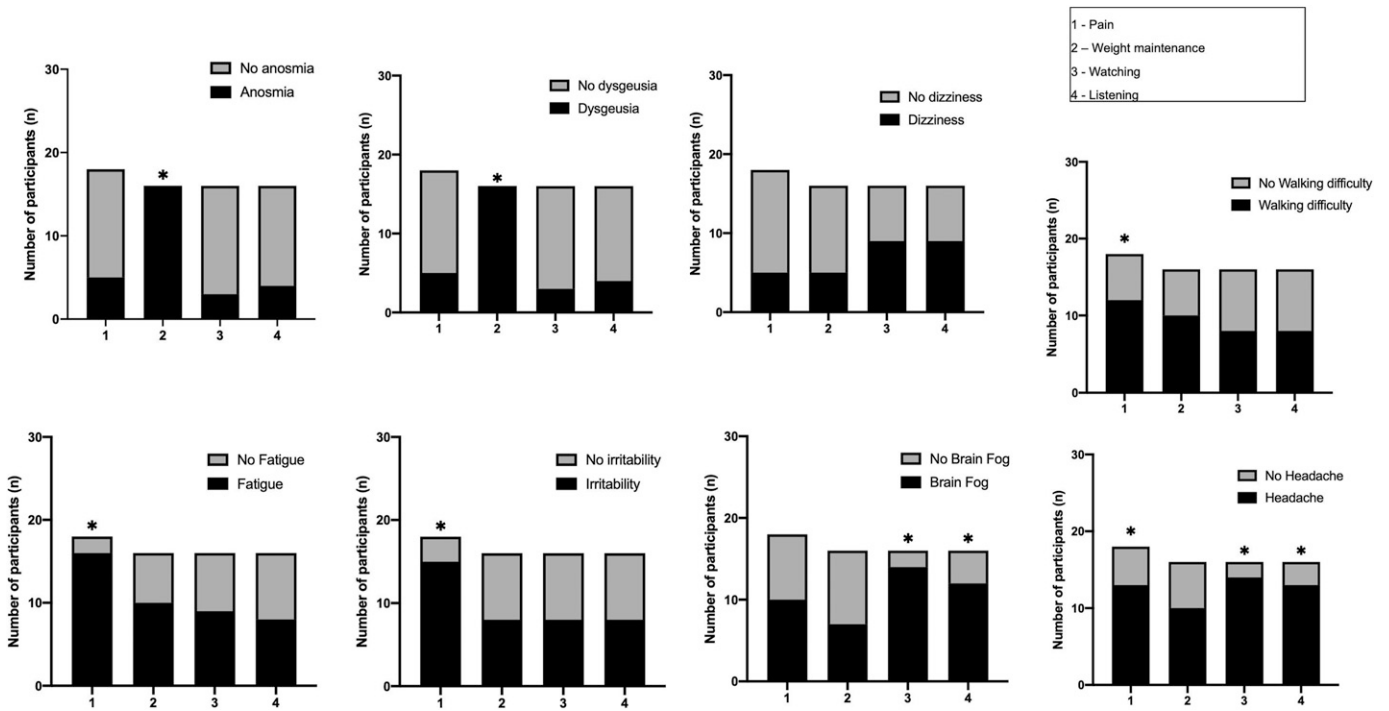 No anosmia
Anosmia
Number of participants (n)
30
20
10
0
1 2 3 4
No dysgeusia
Dysgeusia
Number of participants (n)
30
20
10
0
1 2 3 4
No dizziness
Dizziness
Number of participants (n)
30
20
10
0
1 2 3 4
1 - Pain
2 – Weight maintenance
3 - Watching
4 - Listening
No Walking difficulty
Walking difficulty
Number of participants (n)
30
20
10
0
1 2 3 4
No Fatigue
Fatigue
Number of participants (n)
30
20
10
0
1 2 3 4
No irritability
Irritability
Number of participants (n)
30
20
10
0
1 2 3 4
No Brain Fog
Brain Fog
Number of participants (n)
30
20
10
0
1 2 3 4
No Headache
Headache
Number of participants (n)
30
20
10
0
1 2 3 4